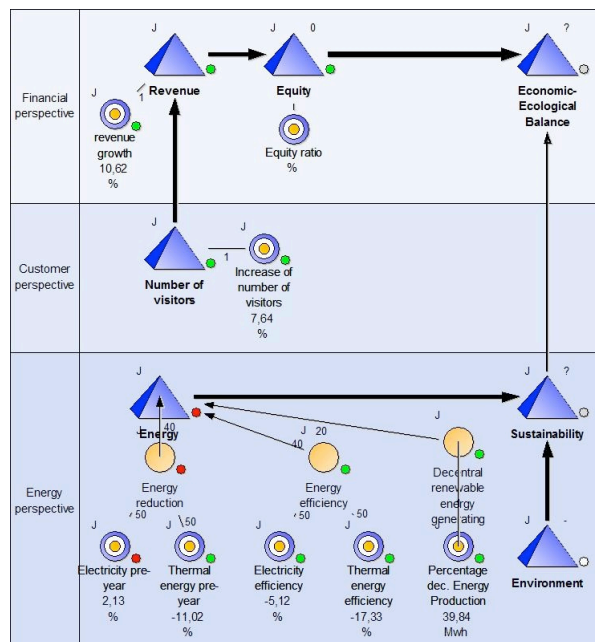 J
J 0
J ?
Revenue
Equity
Economic-
Ecological
Balance
Financial
perspective
J
1
revenue
growth
10,62
%
Equity ratio
%
J
J
Customer
perspective
1
Number of
visitors
Increase of
number of
visitors
7,64
%
J
J ?
Energy
Sustainability
J 40
J 20
40
J
Energy
reduction
Energy
efficiency
Decentral
renewable
energy
generating
Energy
perspective
J 50
J 50
J 50
J 50
J
J -
Electricity pre-
year
2,13
%
Thermal
energy pre-
year
-11,02
%
Electricity
efficiency
-5,12
%
Thermal
energy
efficiency
-17,33
%
Percentage
dec. Energy
Production
39,84
Mwh
Environment